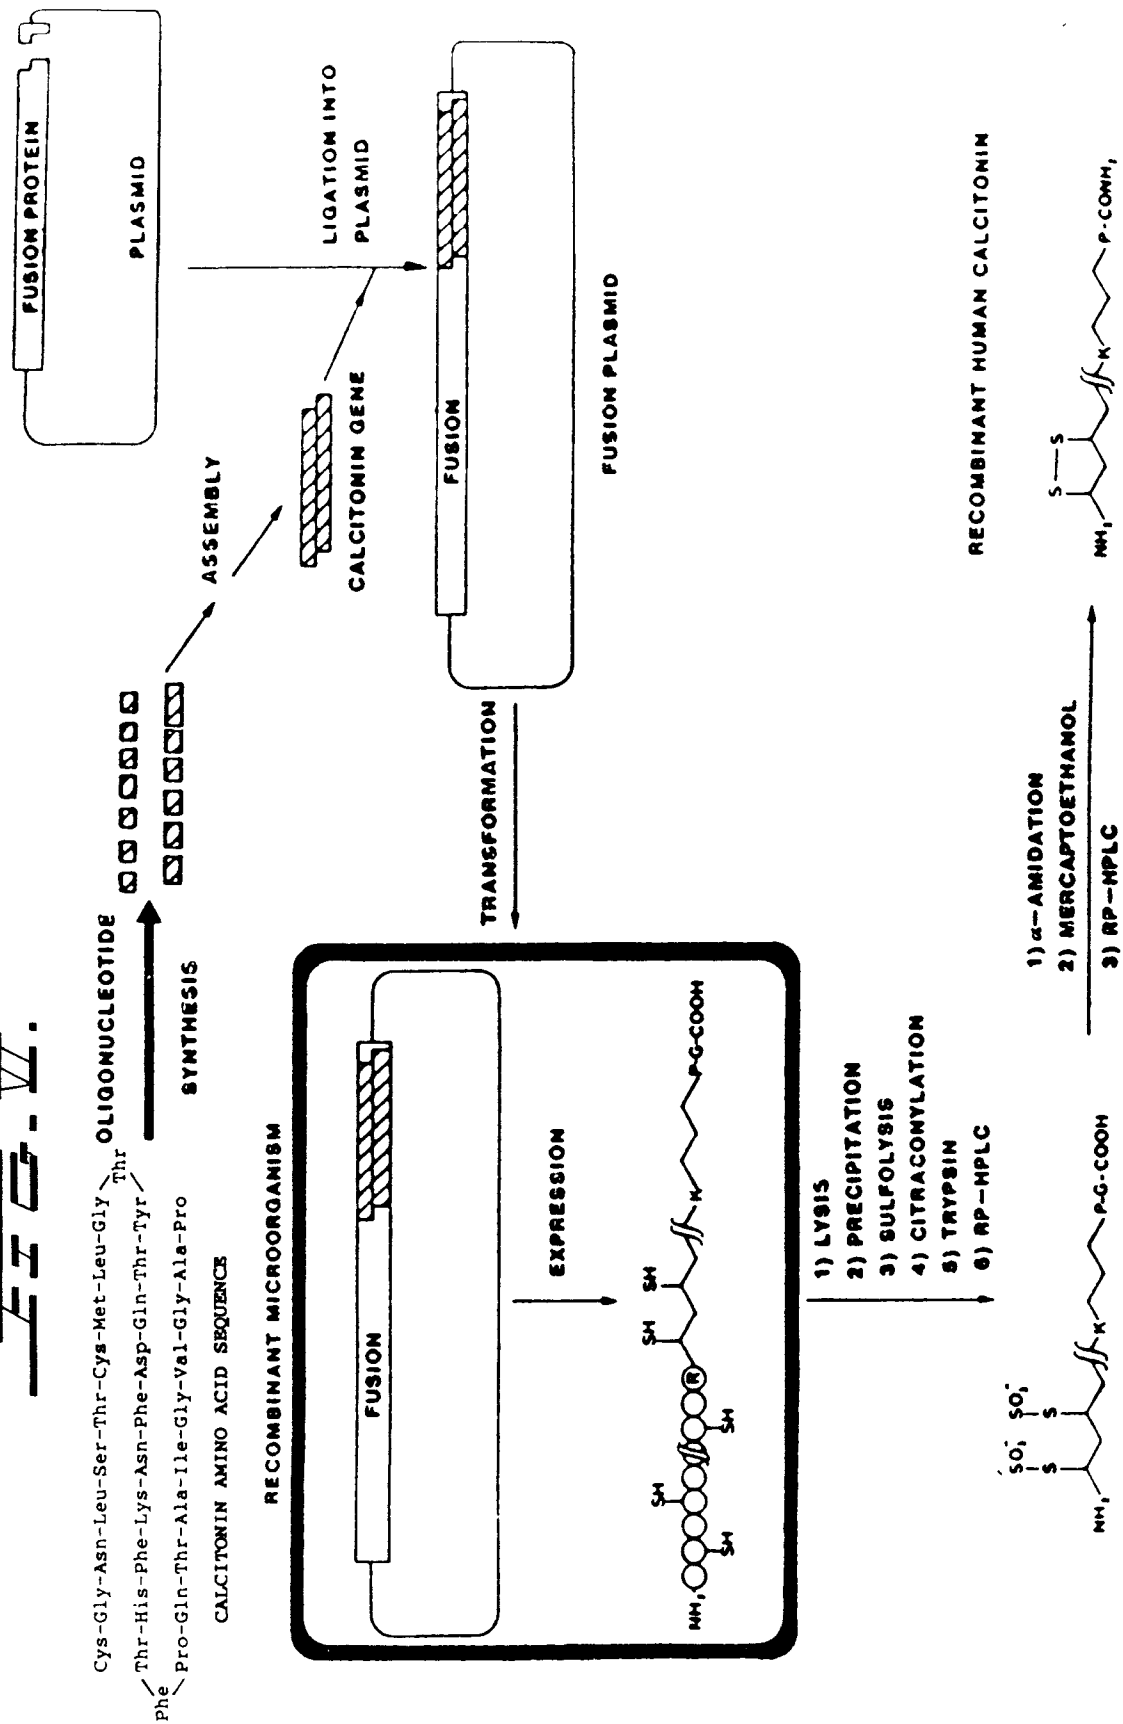 FIG. V.
Cys-Gly-Asn-Leu-Ser-Thr-Cys-Met-Leu-Gly
Thr
Thr-His-Phe-Lys-Asn-Phe-Asp-Gln-Thr-Tyr
Phe
Pro-Gln-Thr-Ala-Ile-Gly-Val-Gly-Ala-Pro
CALCITONIN AMINO ACID SEQUENCE
OLIGONUCLEOTIDE
SYNTHESIS
ASSEMBLY
CALCITONIN GENE
FUSION PROTEIN
PLASMID
LIGATION INTO
PLASMID
FUSION
FUSION PLASMID
TRANSFORMATION
RECOMBINANT MICROORGANISM
FUSION
EXPRESSION
NH₂
SH
SH
SH
R
SH
SH
K
P-G-COOH
1) LYSIS
2) PRECIPITATION
3) SULFOLYSIS
4) CITRACONYLATION
5) TRYPSIN
6) RP-HPLC
SO₃⁻ SO₃⁻
S S
NH₂
K
P-G-COOH
1) α-AMIDATION
2) MERCAPTOETHANOL
3) RP-HPLC
RECOMBINANT HUMAN CALCITONIN
S S
NH₂
K
P-CONH₂